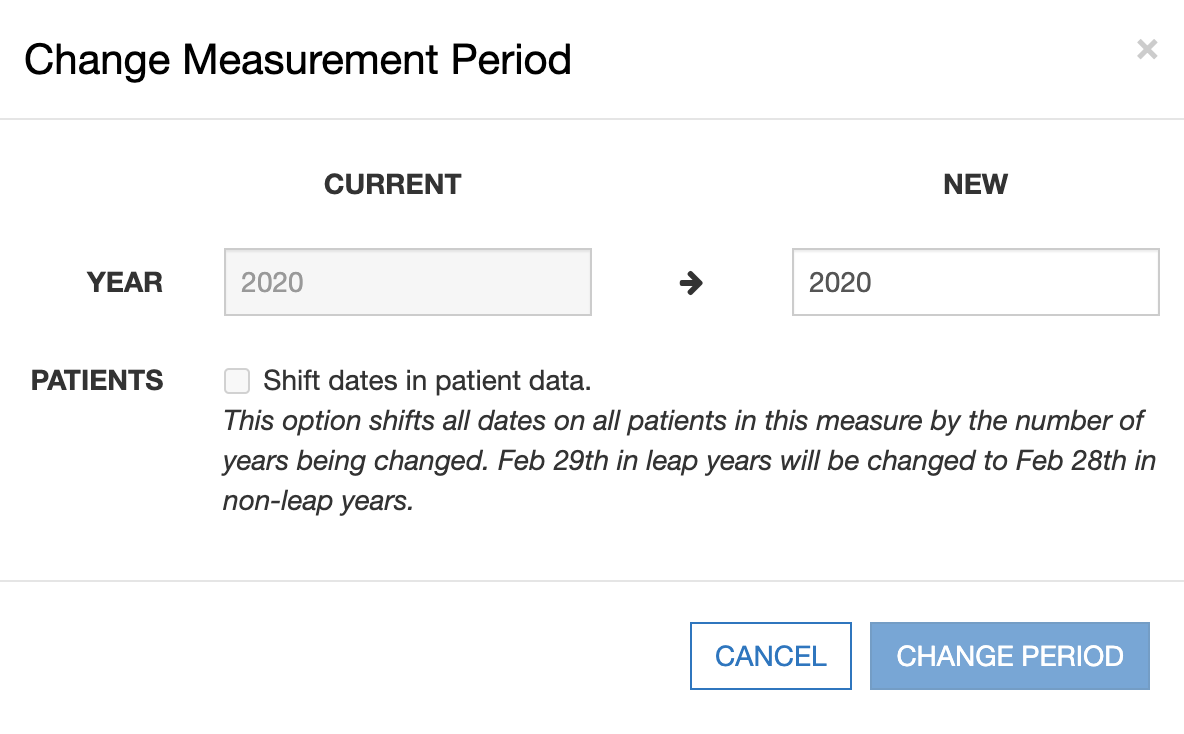 Change Measurement Period
×
CURRENT NEW
YEAR 2020 → 2020
PATIENTS Shift dates in patient data.
This option shifts all dates on all patients in this measure by the number of
years being changed. Feb 29th in leap years will be changed to Feb 28th in
non-leap years.
CANCEL CHANGE PERIOD